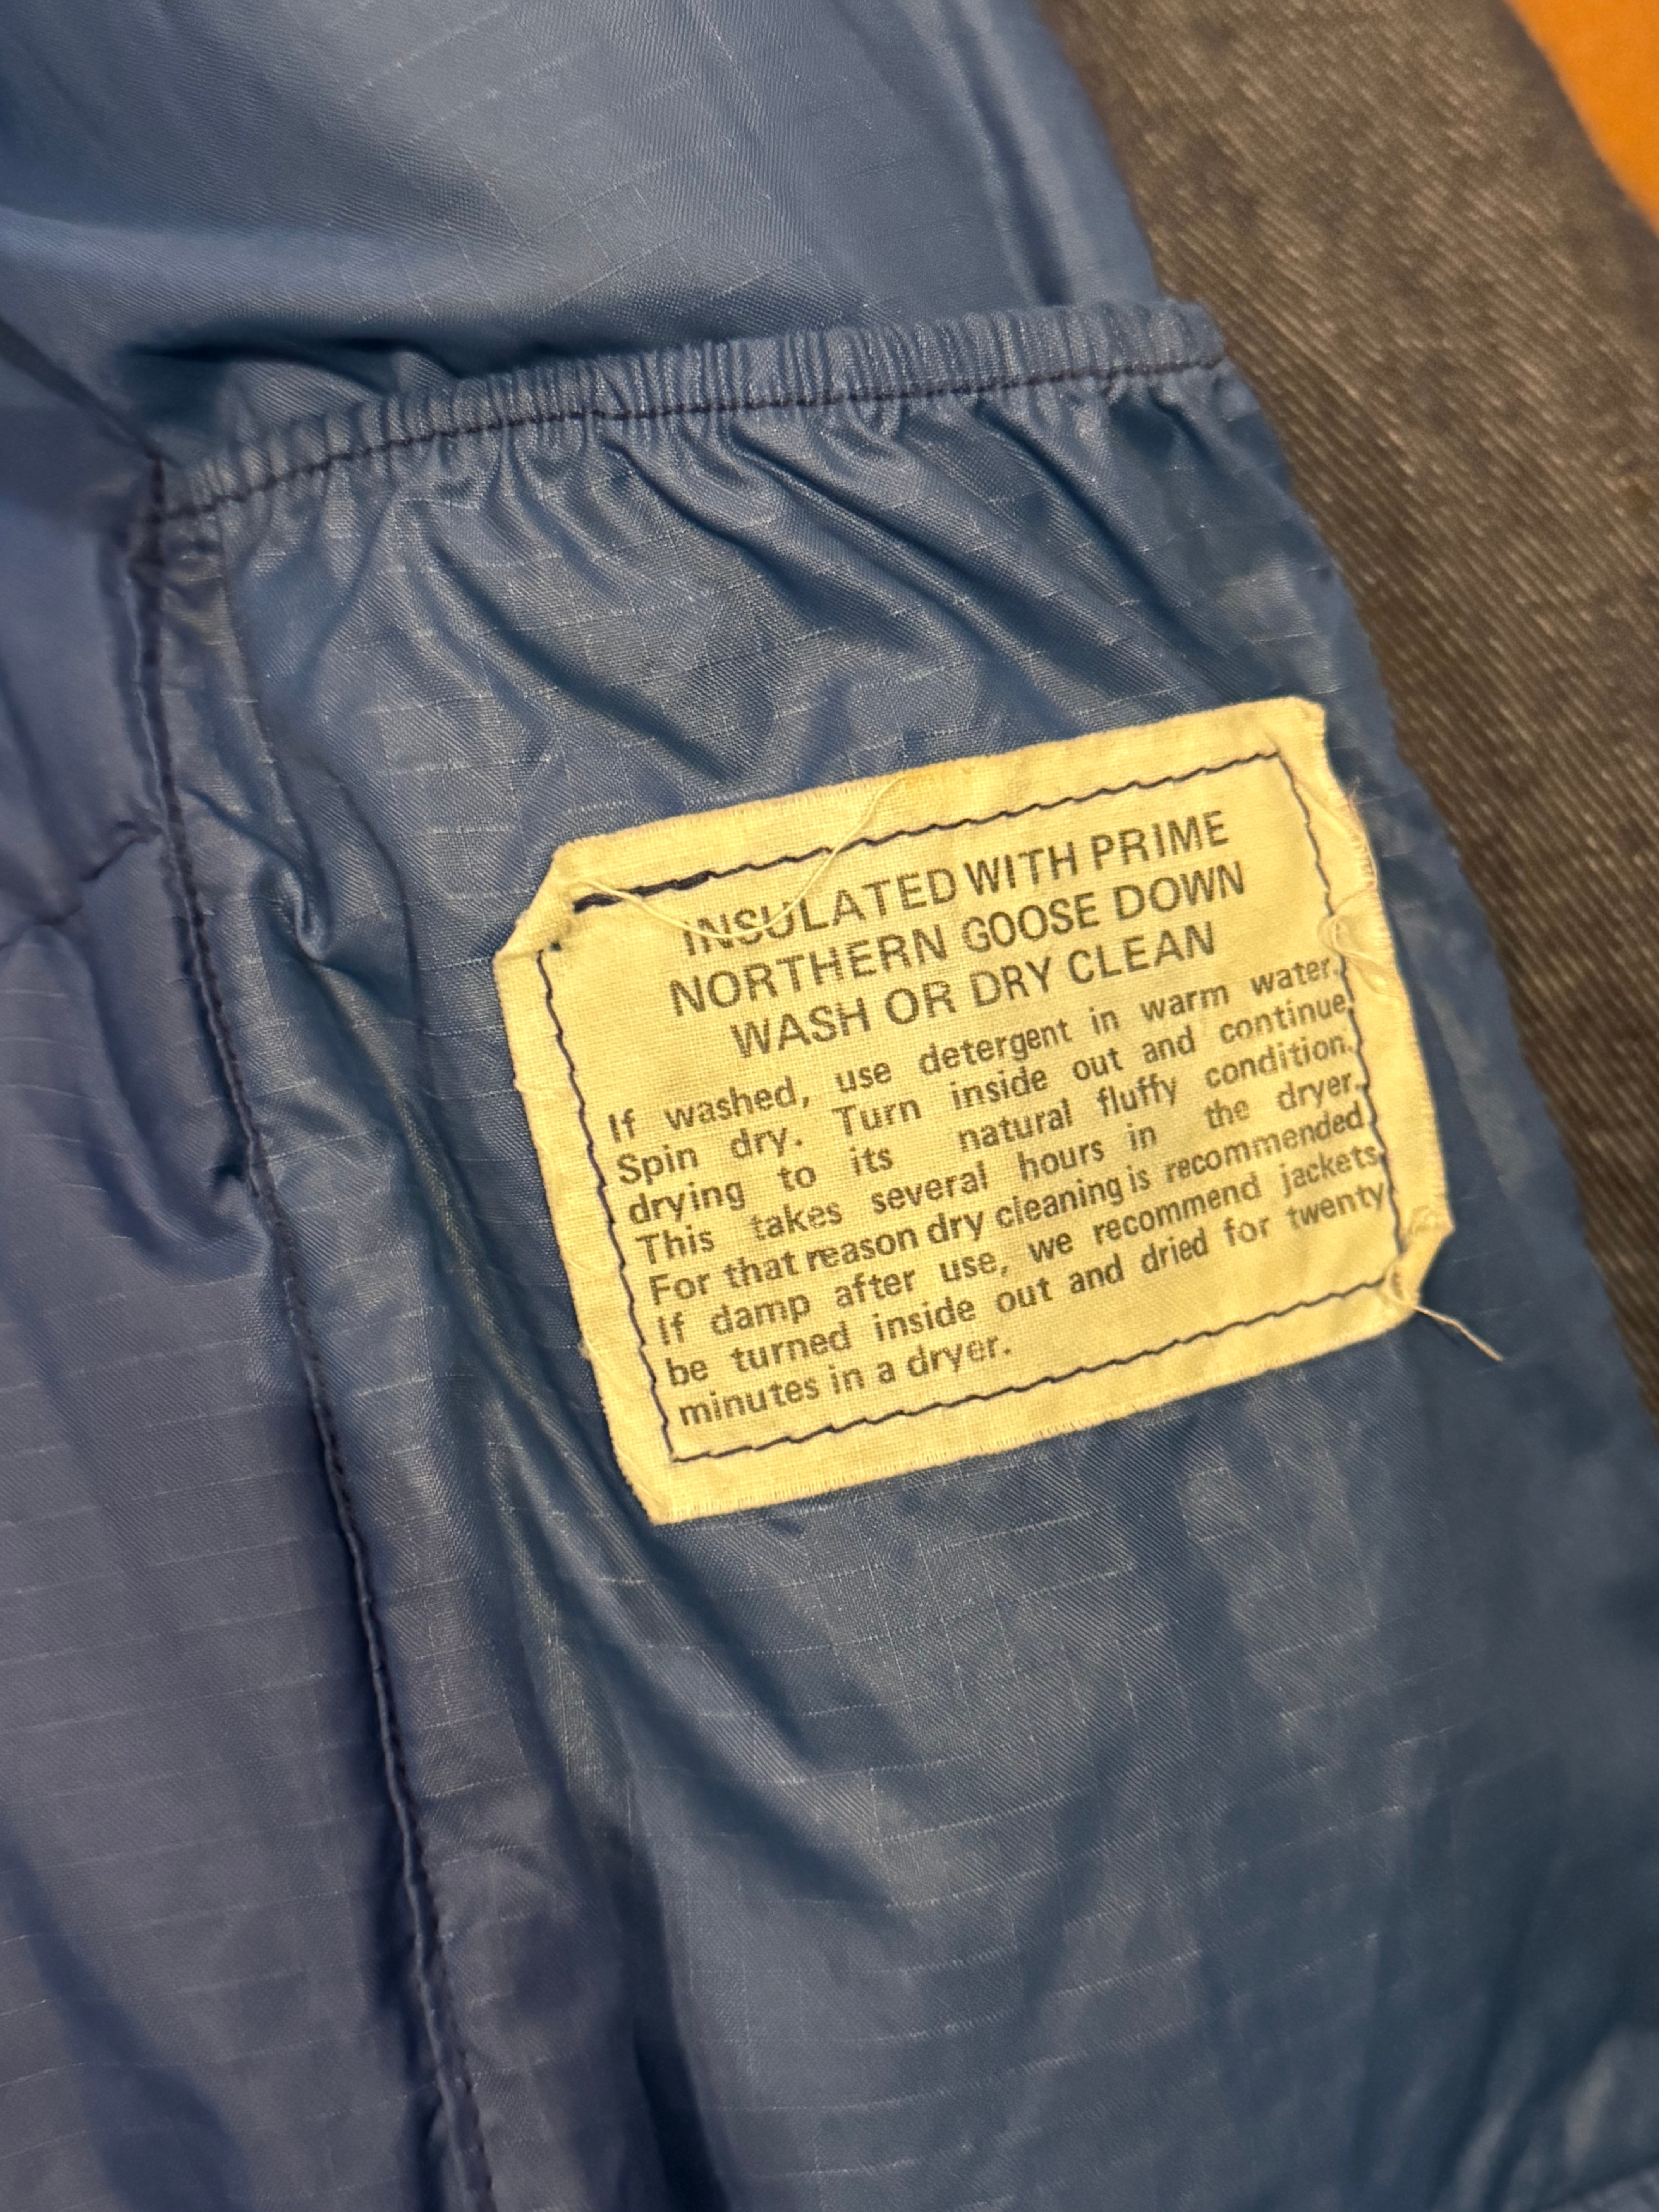 INSULATED WITH PRIME
NORTHERN GOOSE DOWN
WASH OR DRY CLEAN
If washed, use detergent in warm water.
Spin dry. Turn inside out and continue
drying to its natural fluffy condition.
This takes several hours in the dryer.
For that reason dry cleaning is recommended.
If damp after use, we recommend jackets
be turned inside out and dried for twenty
minutes in a dryer.